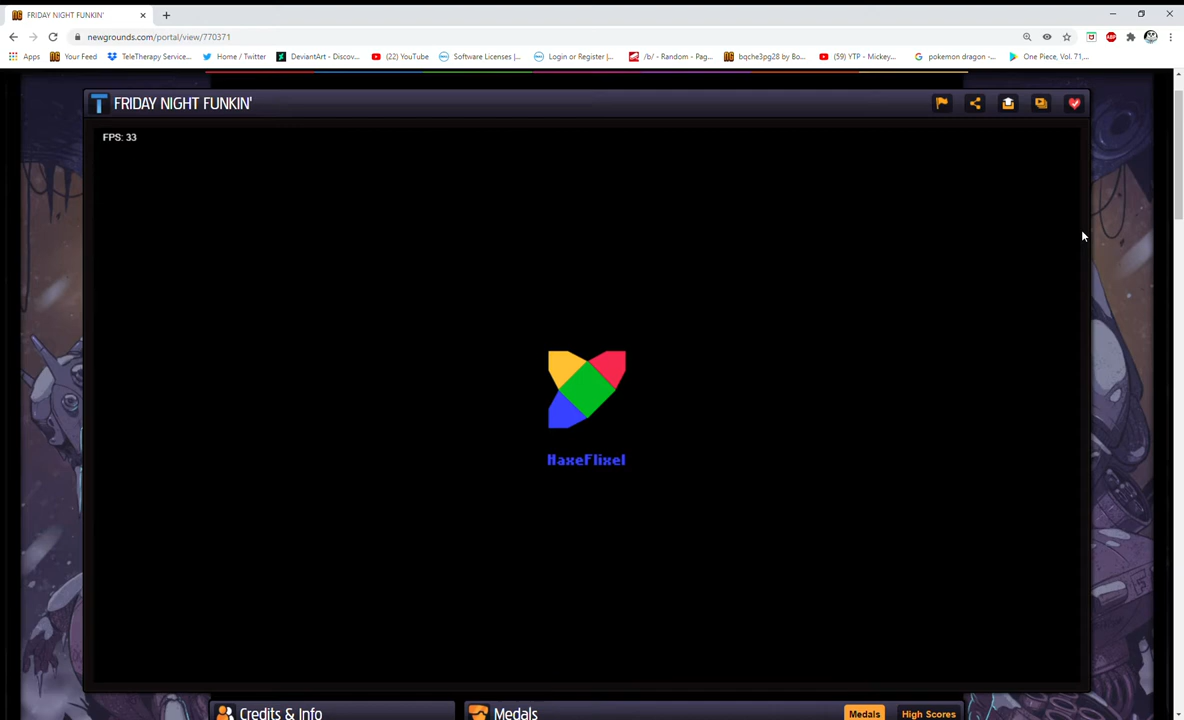 FRIDAY NIGHT FUNKIN'
newgrounds.com/portal/view/770371
Apps Your Feed TeleTherapy Service... Home / Twitter DeviantArt - Discov... (22) YouTube Software Licenses |... Login or Register |... /b/ - Random - Pag... bqche3pg28 by Bo... (59) YTP - Mickey... pokemon dragon -... One Piece, Vol. 71,...
FRIDAY NIGHT FUNKIN'
FPS: 33
HaxeFlixel
Credits & Info Medals Medals High Scores